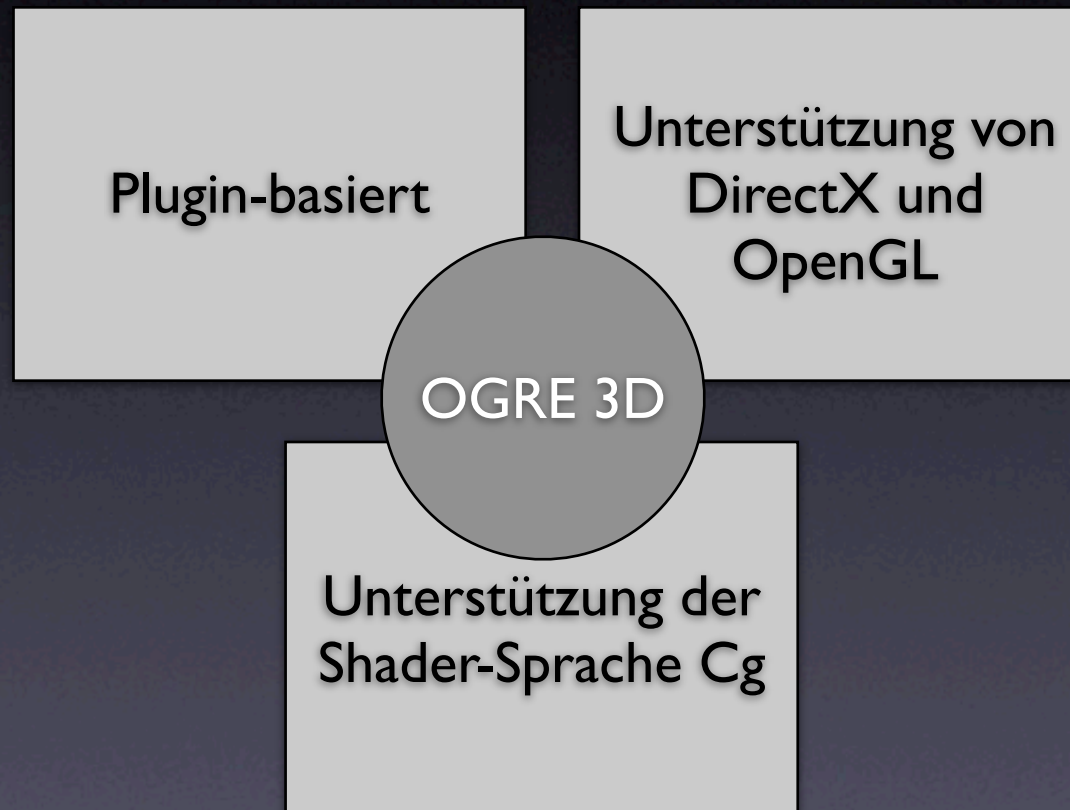 Plugin-basiert
Unterstützung von
DirectX und
OpenGL
OGRE 3D
Unterstützung der
Shader-Sprache Cg